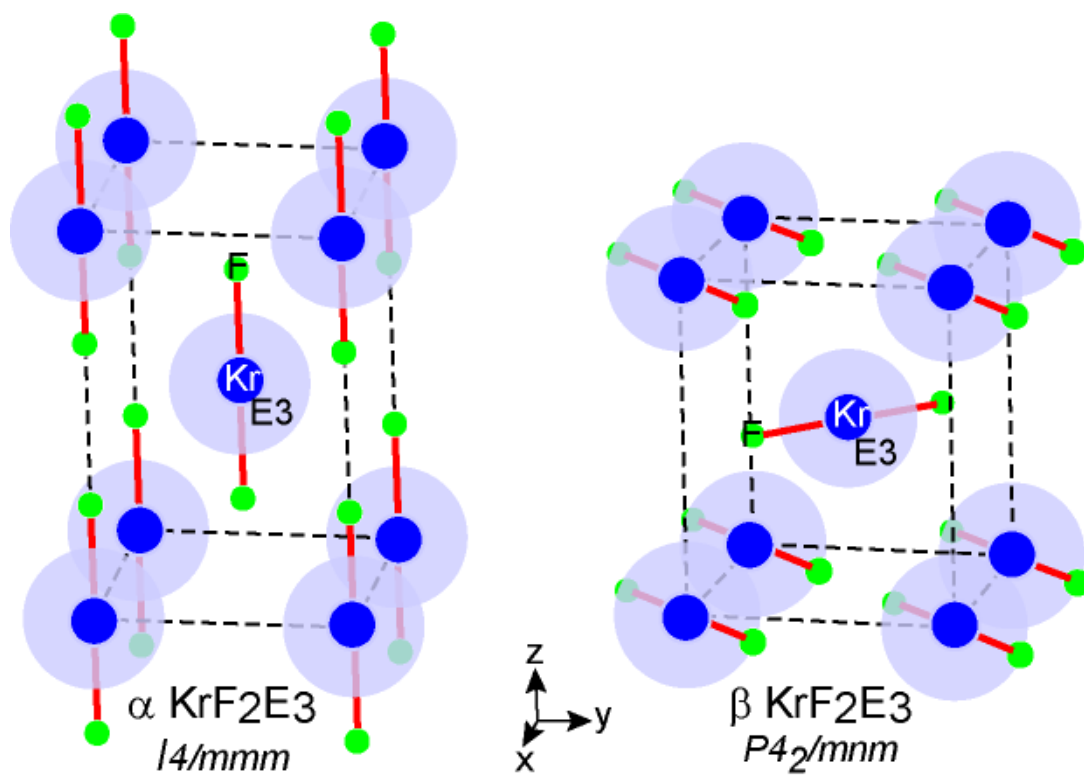 F
Kr
E3
α KrF2E3
I4/mmm
z
y
x
Kr
F
E3
β KrF2E3
P42/mnm